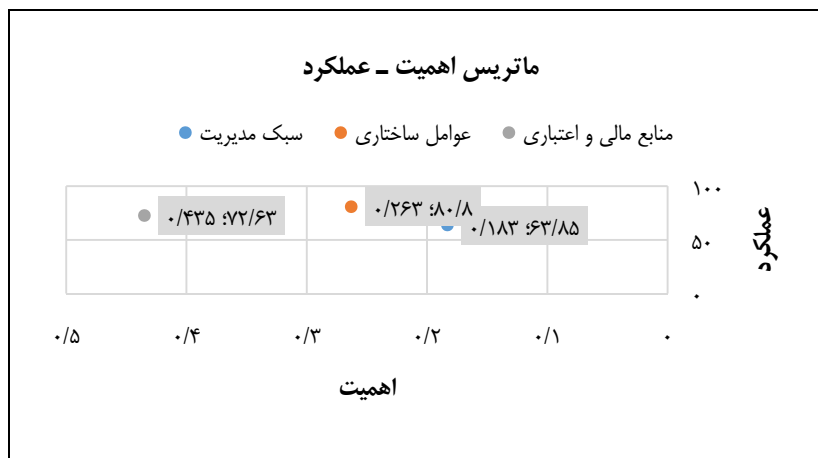 ماتریس اهمیت ـ عملکرد
سبک مدیریت
عوامل ساختاری
منابع مالی و اعتباری
۱۰۰
۵۰
۰
عملکرد
۰/۱۸۳؛ ۶۳/۸۵
۰/۲۶۳؛ ۸۰/۸
۰/۴۳۵؛ ۷۲/۶۳
۰
۰/۱
۰/۲
۰/۳
۰/۴
۰/۵
اهمیت